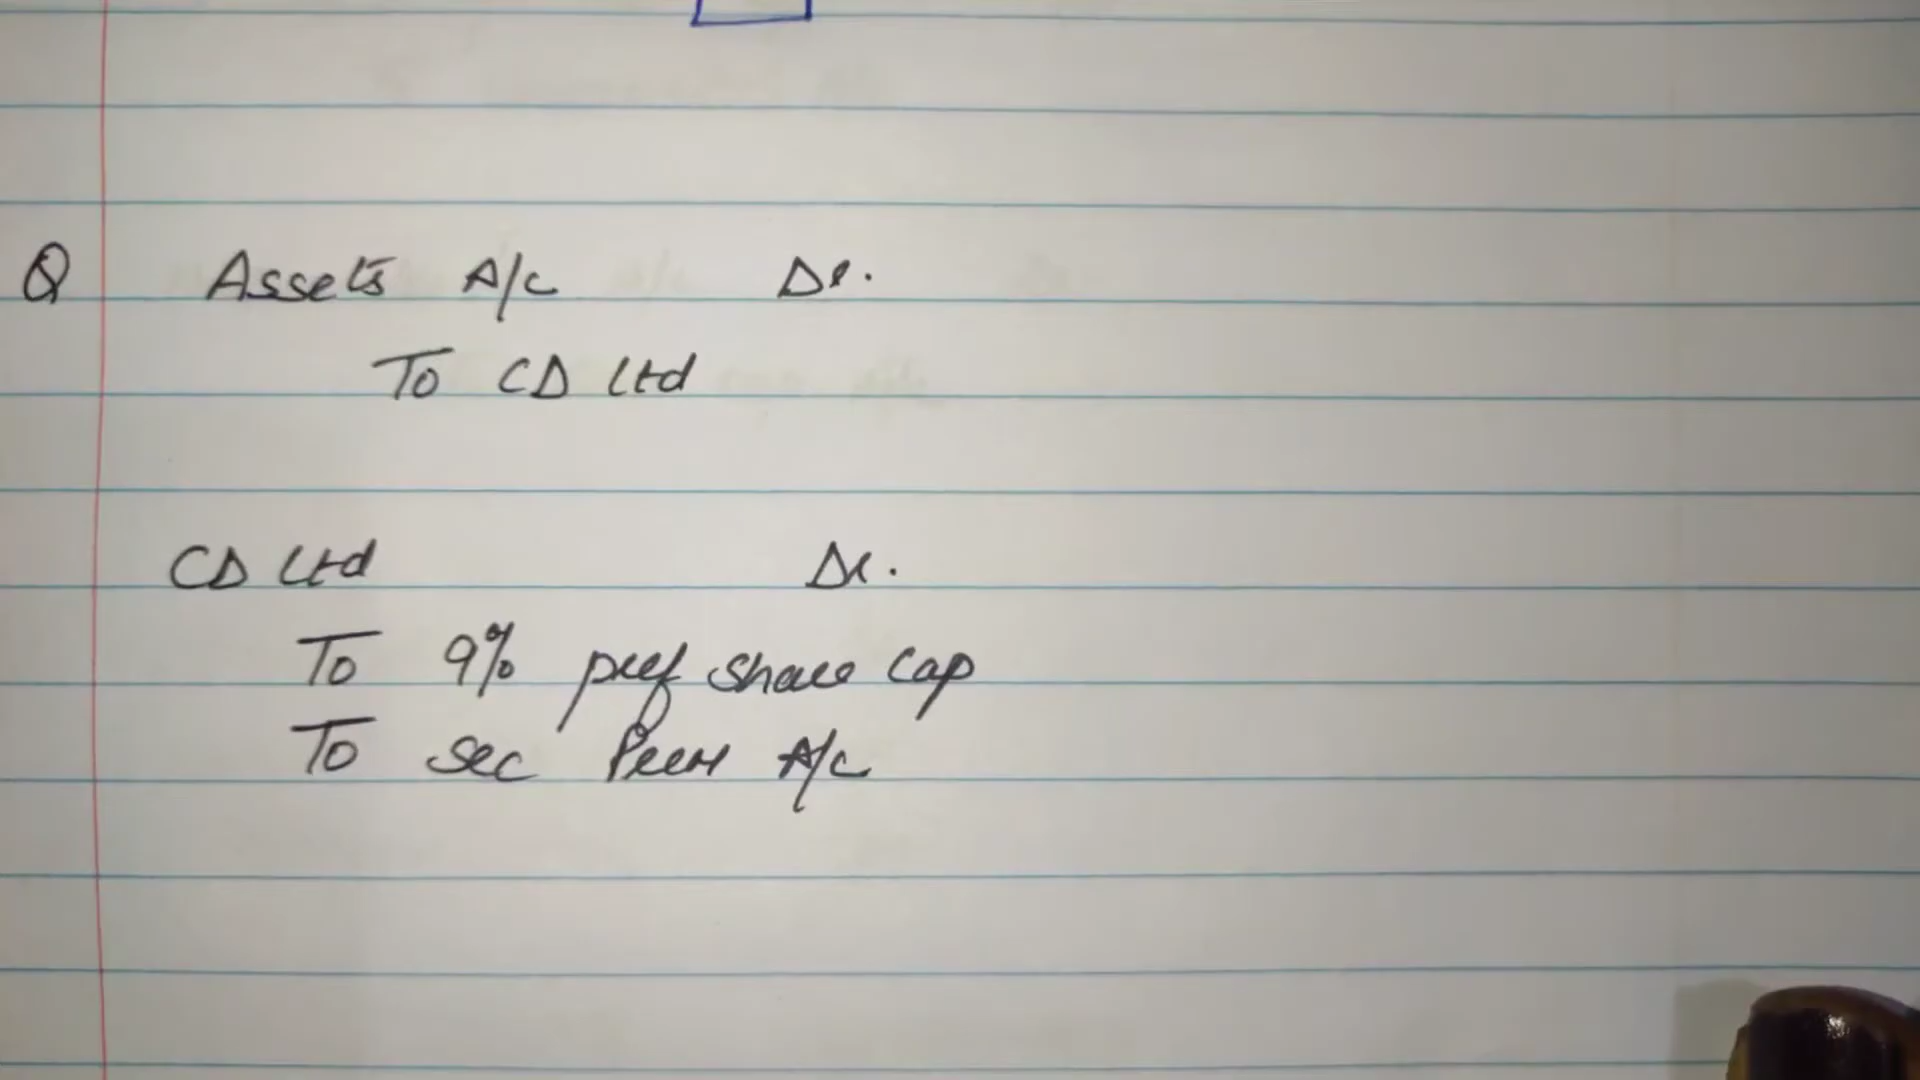 Q Assets A/c Dr.
To CD Ltd
CD Ltd Dr.
To 9% pref share cap
To sec Prem A/c